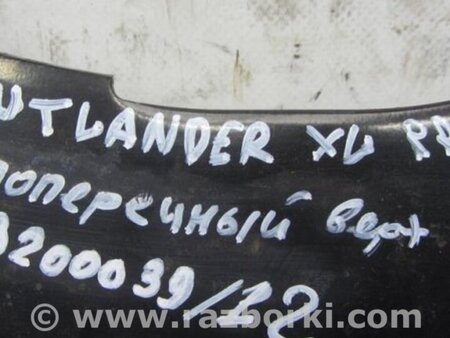 UTLANDER XL
поперечный верх
3200039/12
© www.razborki.com